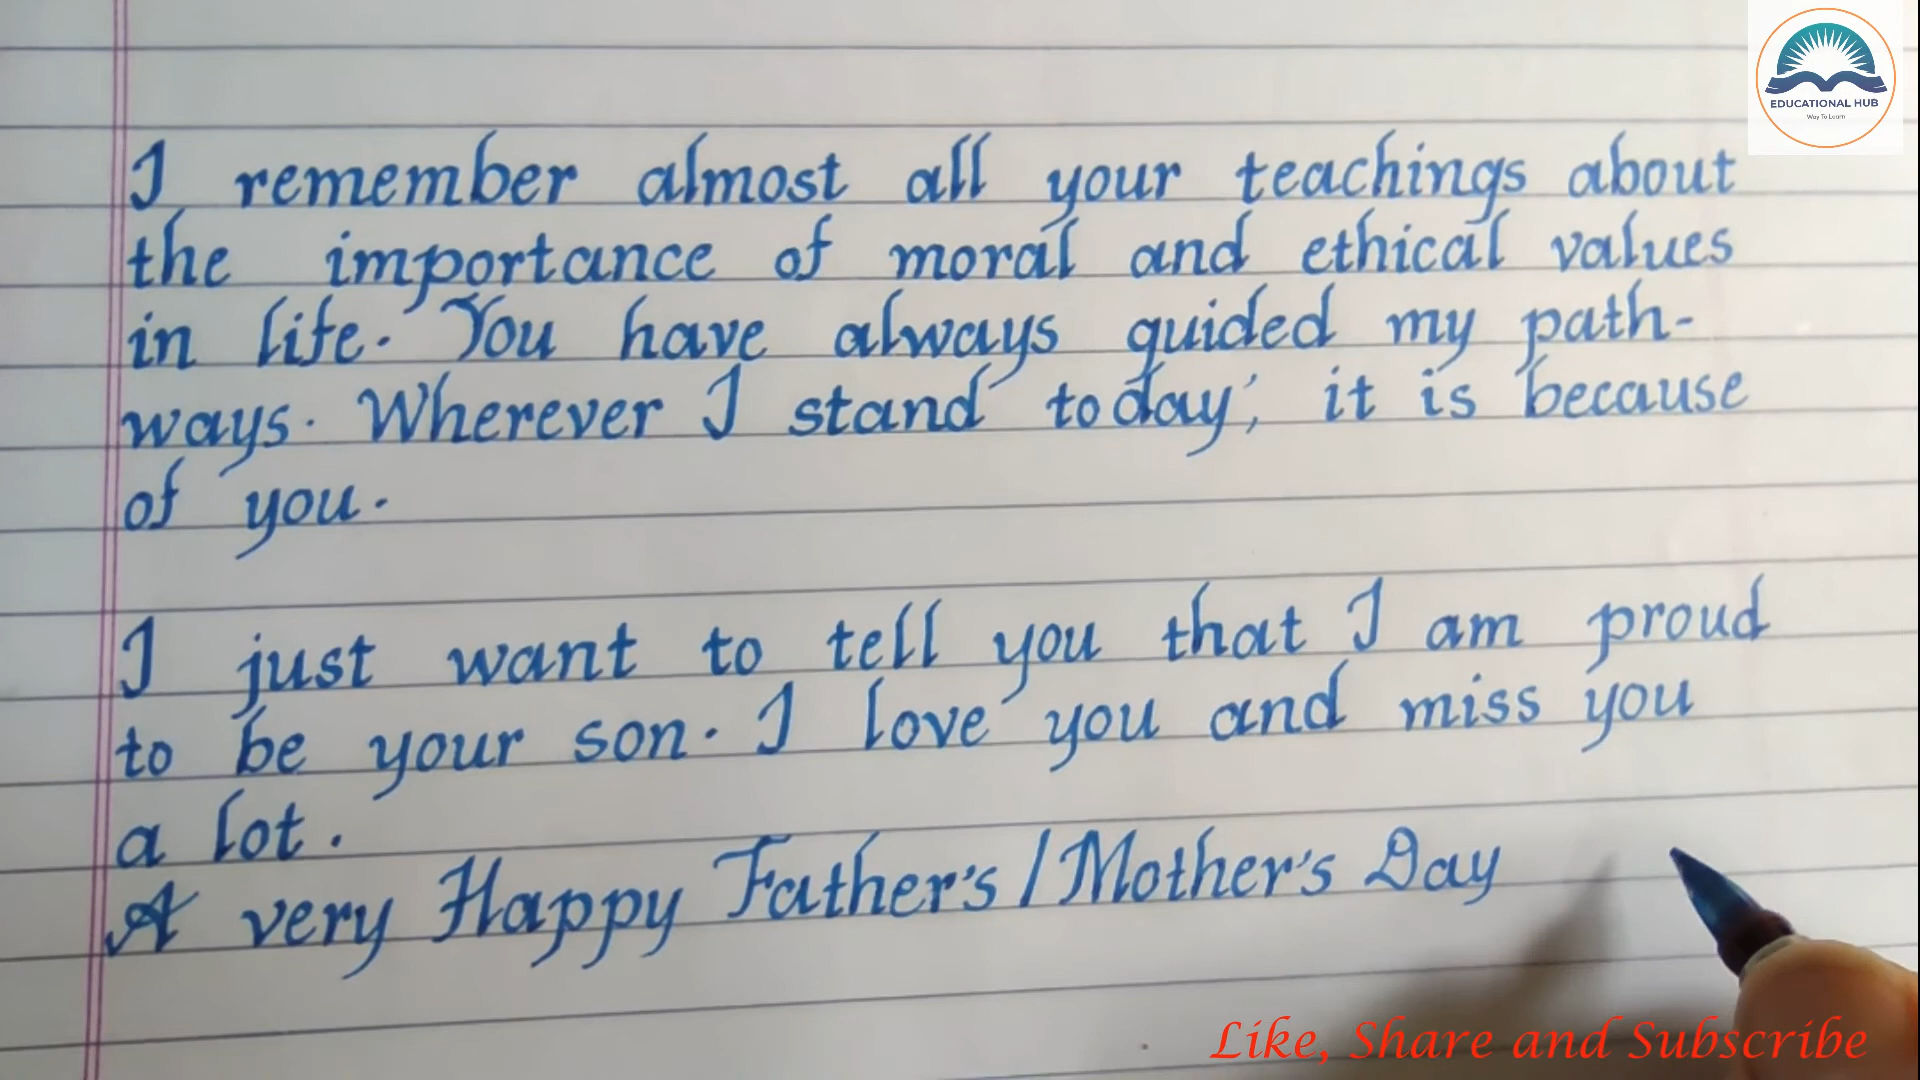 EDUCATIONAL HUB
Way To Learn
I remember almost all your teachings about
the importance of moral and ethical values
in life. You have always guided my path-
ways. Wherever I stand today, it is because
of you.
I just want to tell you that I am proud
to be your son. I love you and miss you
a lot.
A very Happy Father's/Mother's Day
Like, Share and Subscribe